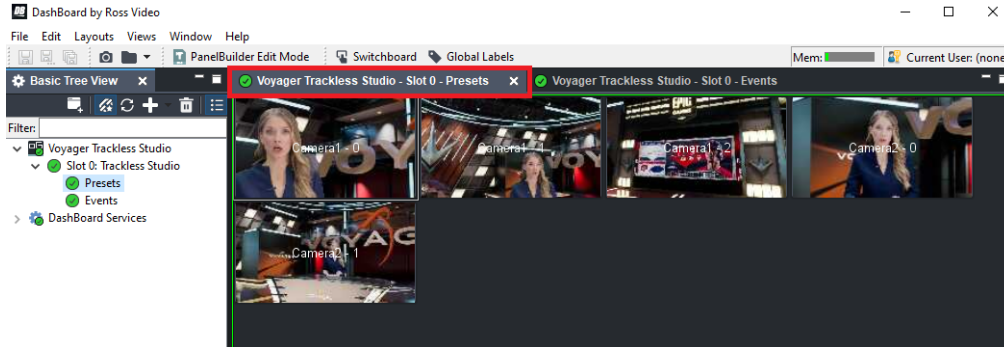 DashBoard by Ross Video
File Edit Layouts Views Window Help
PanelBuilder Edit Mode Switchboard Global Labels Mem: Current User: (none
Basic Tree View Voyager Trackless Studio - Slot 0 - Presets Voyager Trackless Studio - Slot 0 - Events
Filter:
Voyager Trackless Studio
Slot 0: Trackless Studio
Presets
Events
DashBoard Services
Camera1 - 0
Camera1 - 1
Camera1 - 2
Camera2 - 0
Camera2 - 1